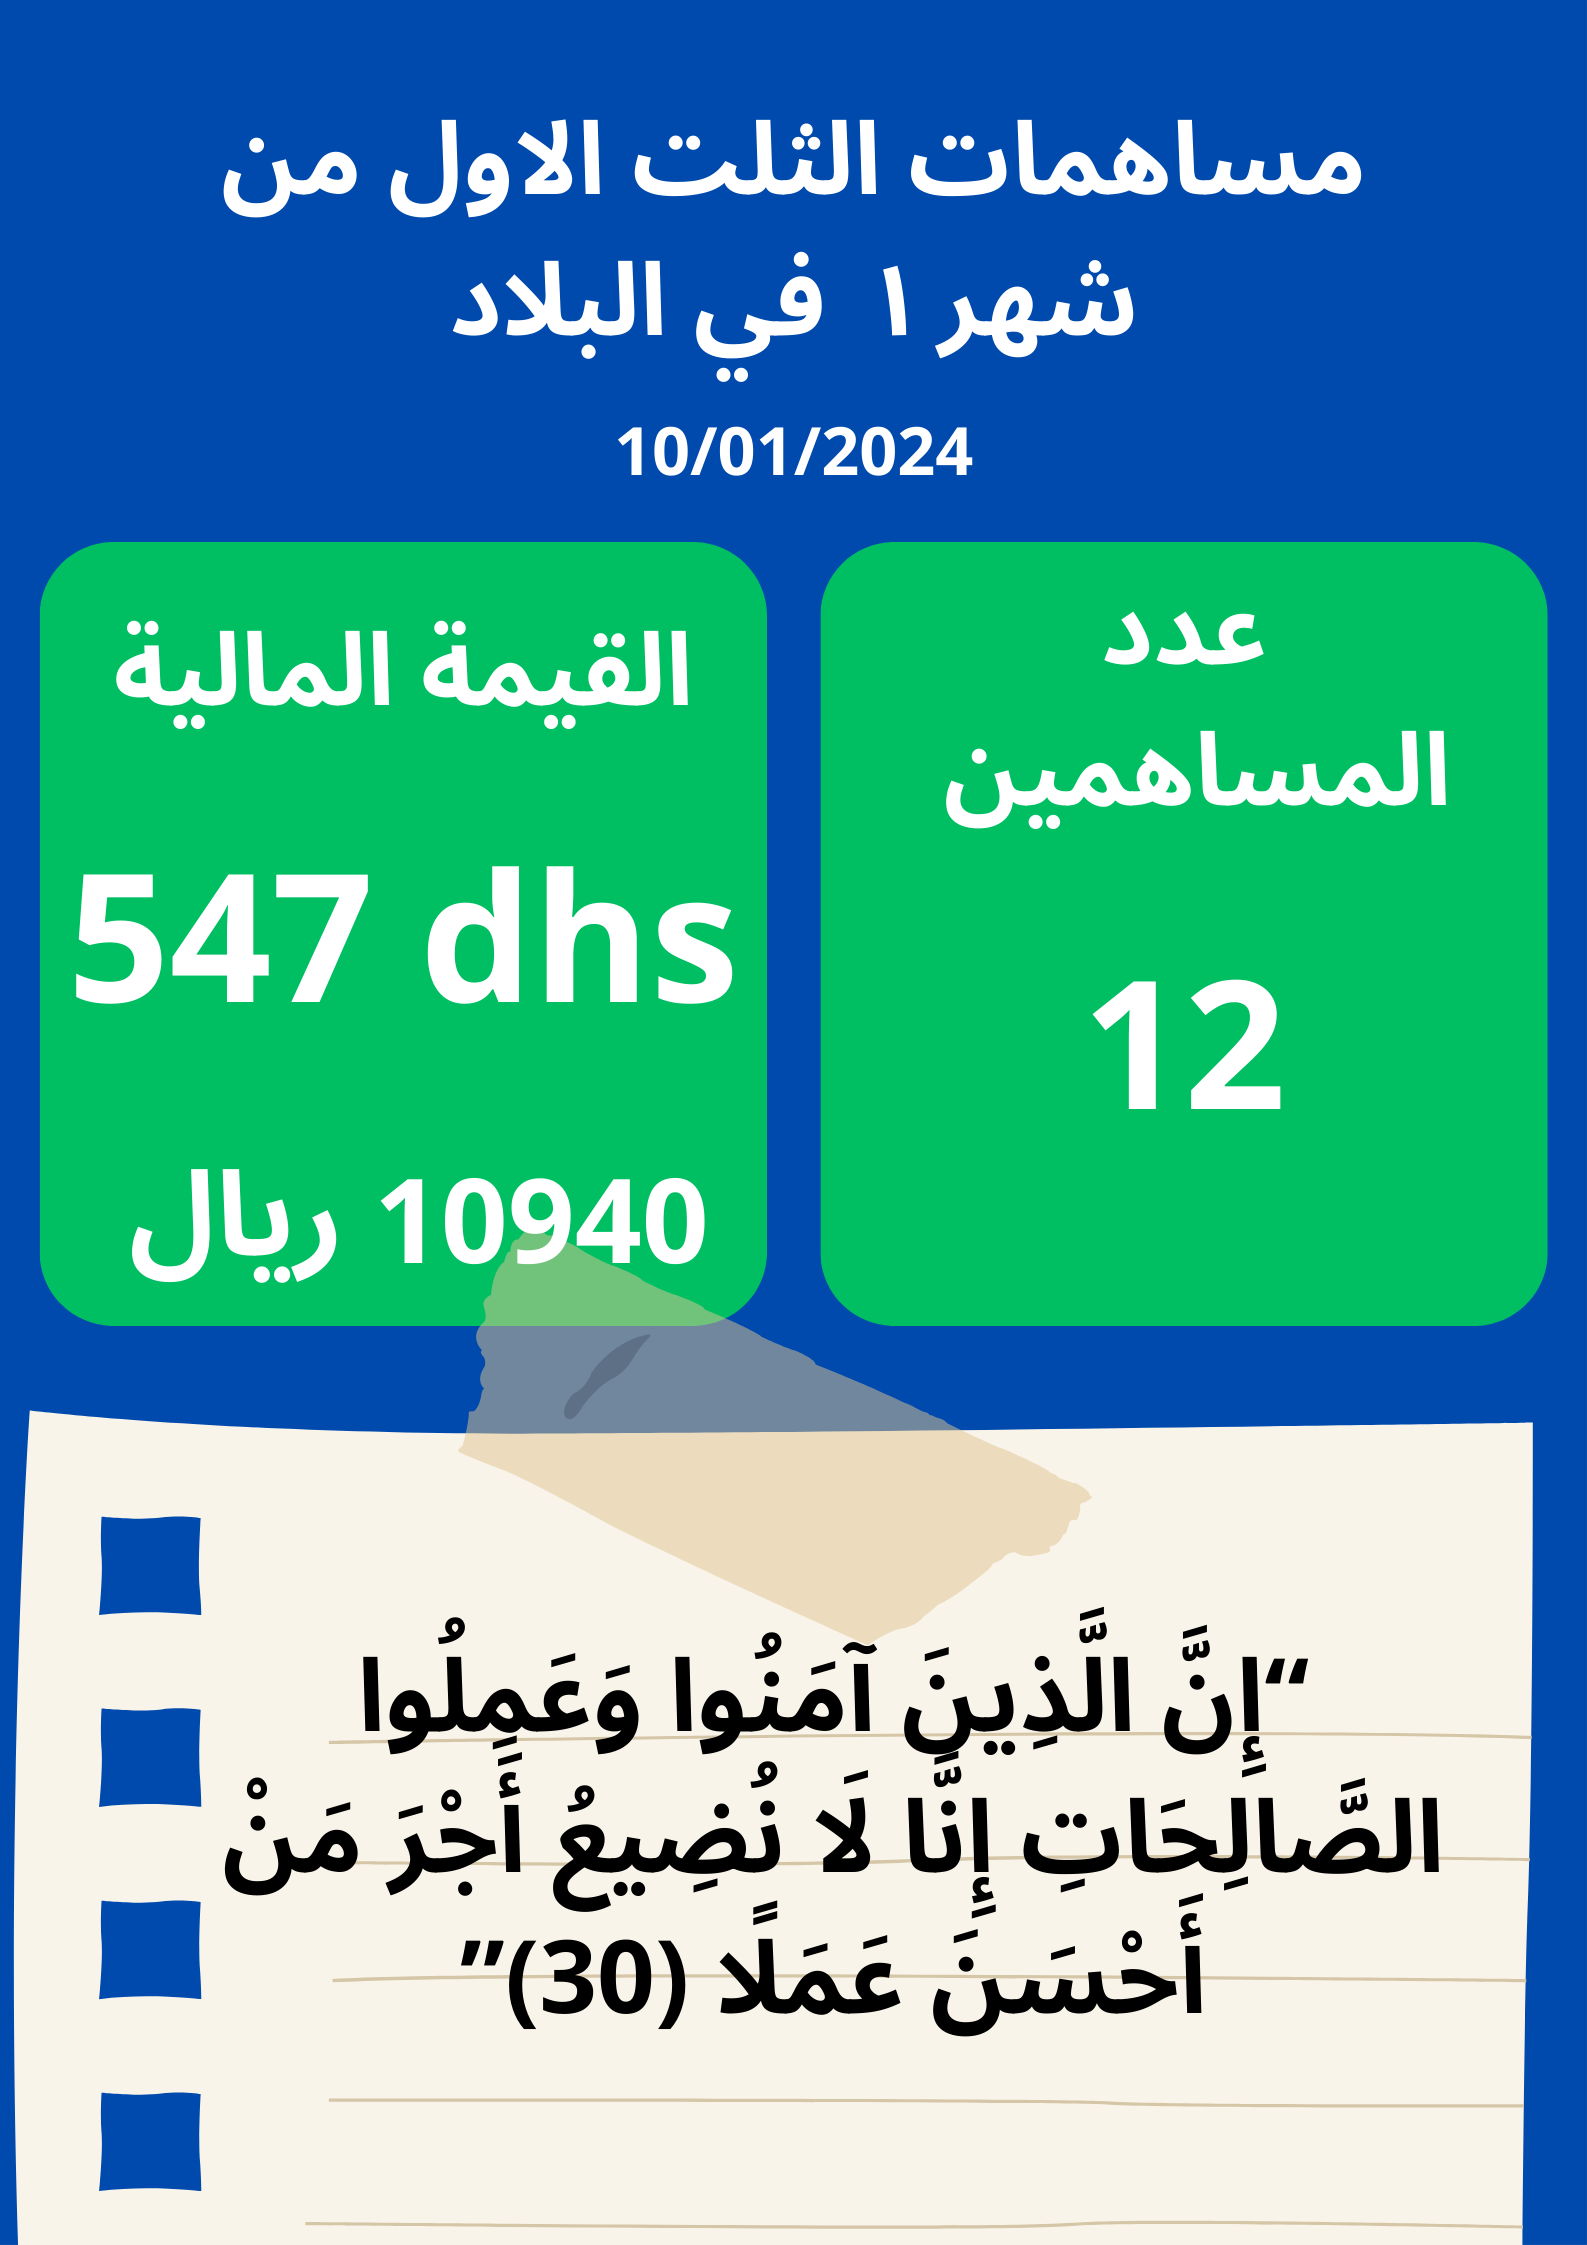 مساهمات الثلت الاول من
شهر ١ في البلاد
10/01/2024
عدد
المساهمين
12
القيمة المالية
547 dhs
10940 ريال
“إِنَّ الَّذِينَ آمَنُوا وَعَمِلُوا
الصَّالِحَاتِ إِنَّا لَا نُضِيعُ أَجْرَ مَنْ
أَحْسَنَ عَمَلًا (30)”